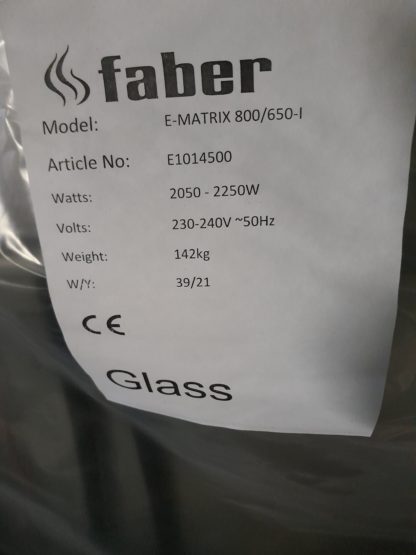 faber
Model: E-MATRIX 800/650-I
Article No: E1014500
Watts: 2050 - 2250W
Volts: 230-240V ~50Hz
Weight: 142kg
W/Y: 39/21
CE
Glass